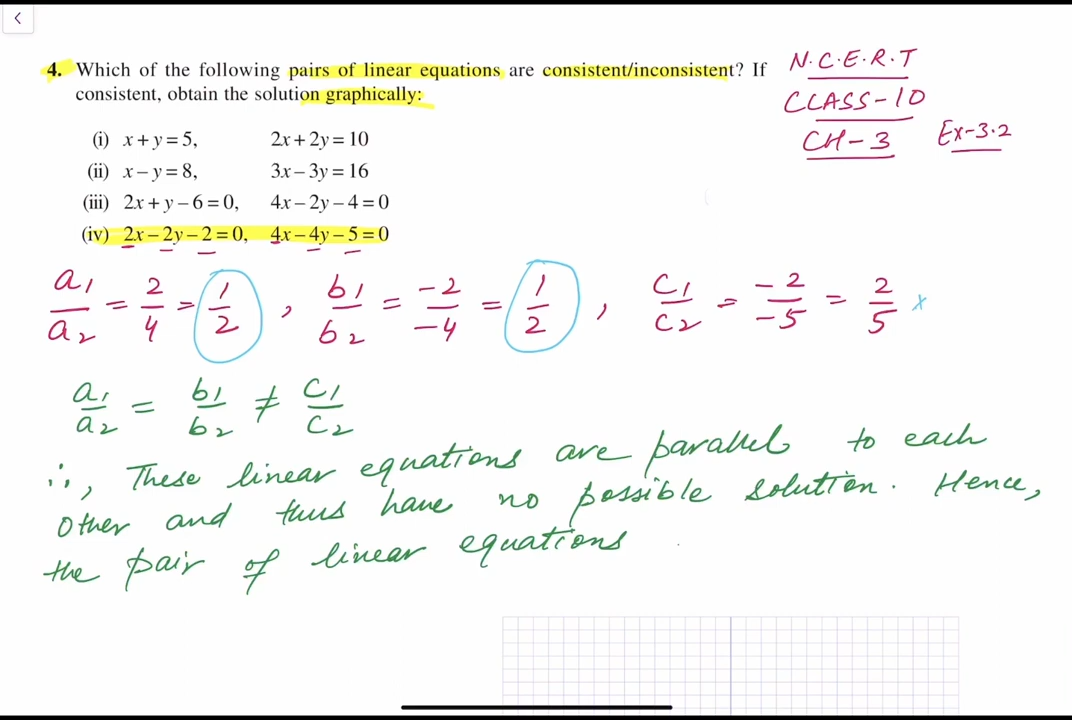 4. Which of the following pairs of linear equations are consistent/inconsistent? If
consistent, obtain the solution graphically:
N.C.E.R.T
CLASS-10
CH-3 Ex-3.2
(i) x + y = 5, 2x + 2y = 10
(ii) x – y = 8, 3x – 3y = 16
(iii) 2x + y – 6 = 0, 4x – 2y – 4 = 0
(iv) 2x – 2y – 2 = 0, 4x – 4y – 5 = 0
a1/a2 = 2/4 = 1/2, b1/b2 = -2/-4 = 1/2, c1/c2 = -2/-5 = 2/5 ×
a1/a2 = b1/b2 ≠ c1/c2
∴, These linear equations are parallel to each
other and thus have no possible solution. Hence,
the pair of linear equations